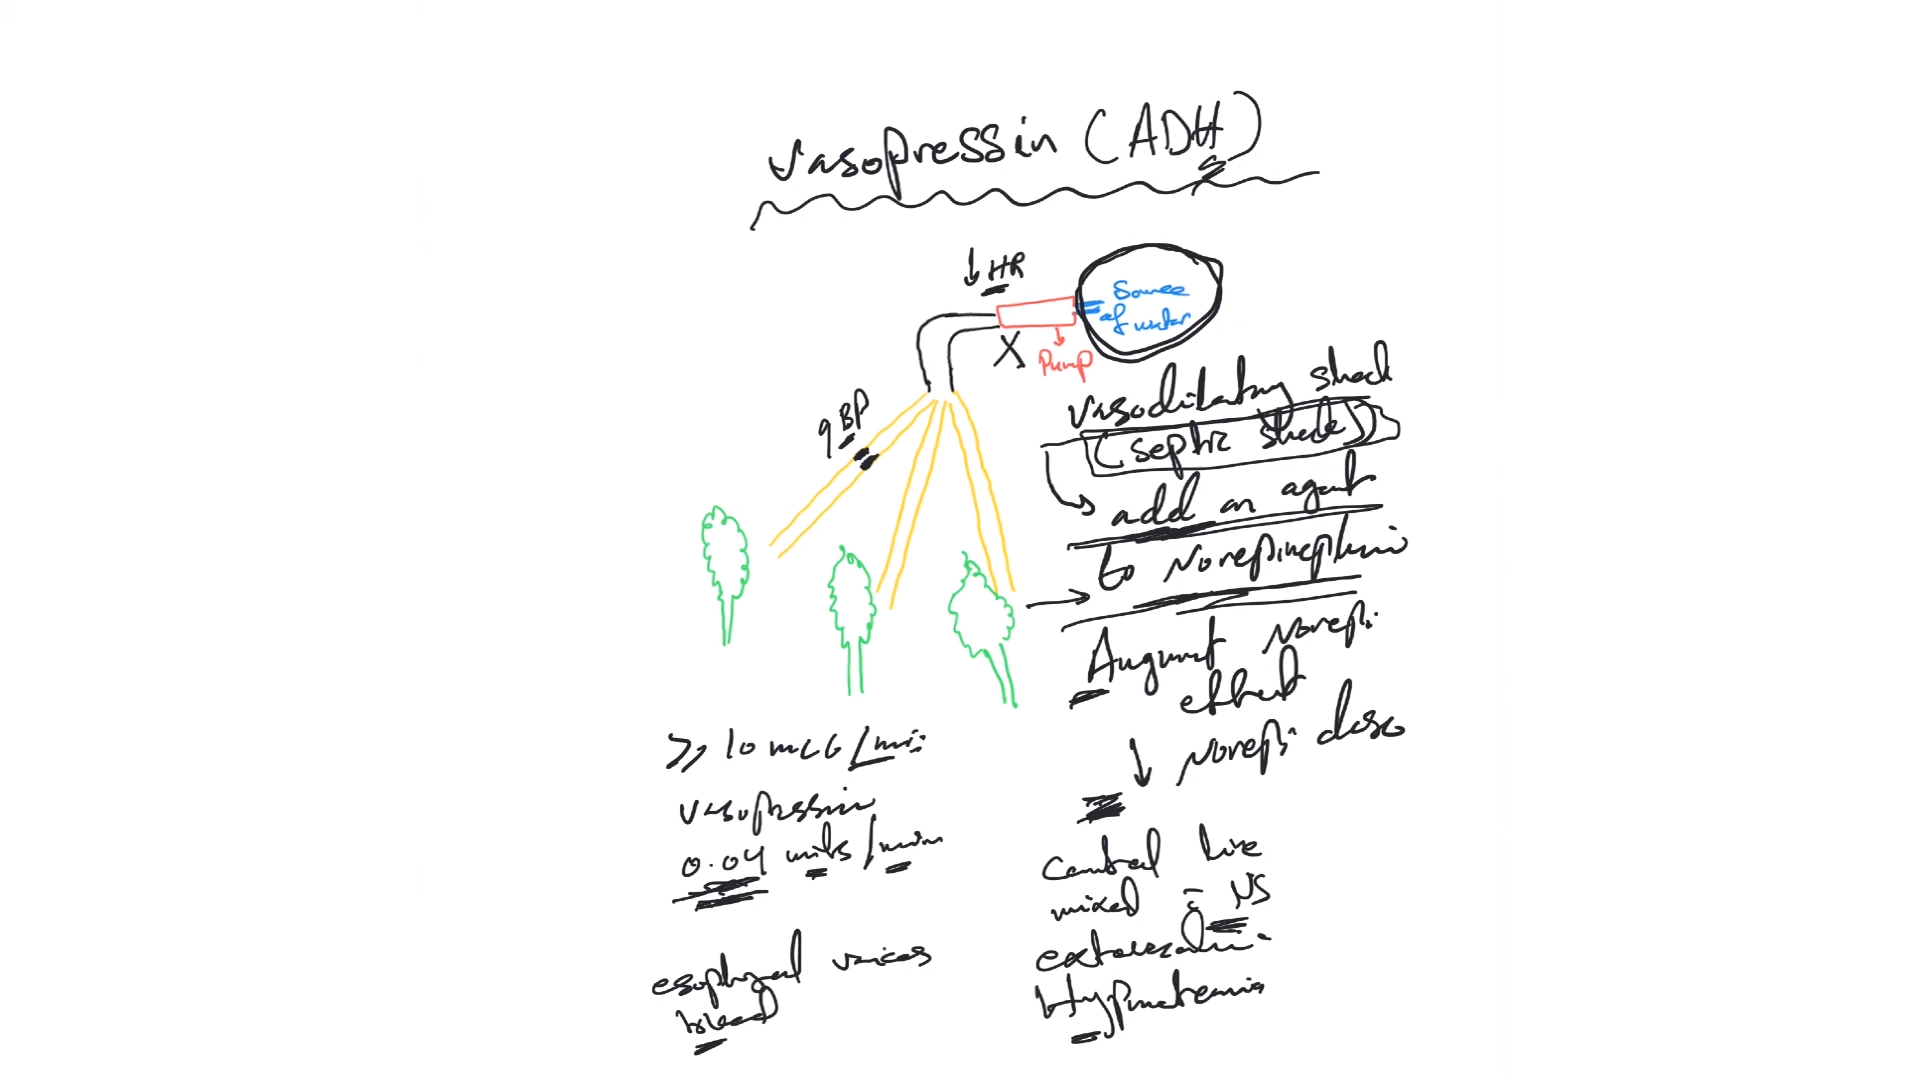 Vasopressin (ADH)
↓ HR
Source
of water
X
Pump
↑ BP
Vasodilatory shock
(septic shock)
add an agent
to Norepinephrine
Augment Norepi
effect
↓ Norepi dose
>> 10 mcg/min
vasopressin
0.04 units/min
Central line
mixed c̄ NS
extravasation
Hyponatremia
esophageal varices
bleed